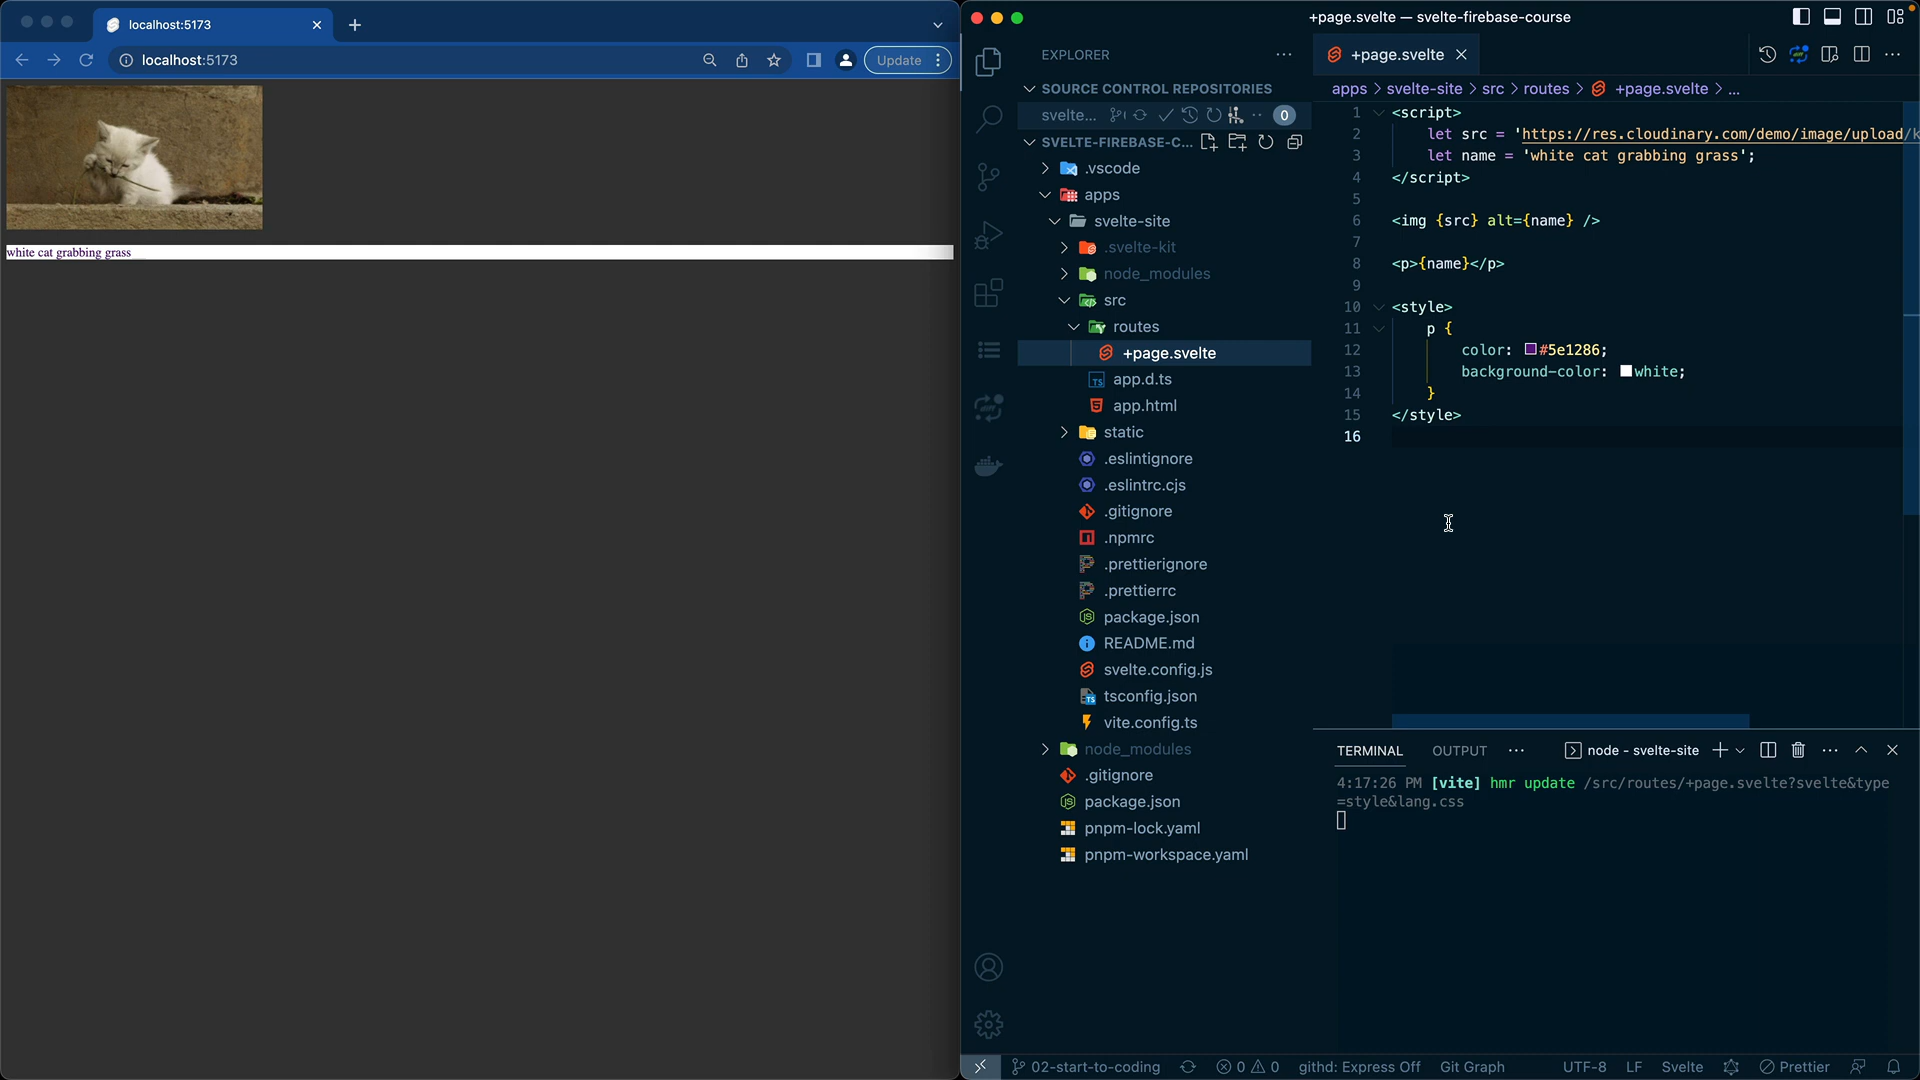 localhost:5173
localhost:5173
Update
white cat grabbing grass
+page.svelte — svelte-firebase-course
EXPLORER
SOURCE CONTROL REPOSITORIES
svelte...
0
SVELTE-FIREBASE-C...
.vscode
apps
svelte-site
.svelte-kit
node_modules
src
routes
+page.svelte
app.d.ts
app.html
static
.eslintignore
.eslintrc.cjs
.gitignore
.npmrc
.prettierignore
.prettierrc
package.json
README.md
svelte.config.js
tsconfig.json
vite.config.ts
node_modules
.gitignore
package.json
pnpm-lock.yaml
pnpm-workspace.yaml
+page.svelte
apps > svelte-site > src > routes > +page.svelte > ...
1 <script>
2 let src = 'https://res.cloudinary.com/demo/image/upload/k
3 let name = 'white cat grabbing grass';
4 </script>
5
6 <img {src} alt={name} />
7
8 <p>{name}</p>
9
10 <style>
11 p {
12 color: #5e1286;
13 background-color: white;
14 }
15 </style>
16
TERMINAL OUTPUT ··· node - svelte-site
4:17:26 PM [vite] hmr update /src/routes/+page.svelte?svelte&type
=style&lang.css
02-start-to-coding 0 0 githd: Express Off Git Graph UTF-8 LF Svelte Prettier